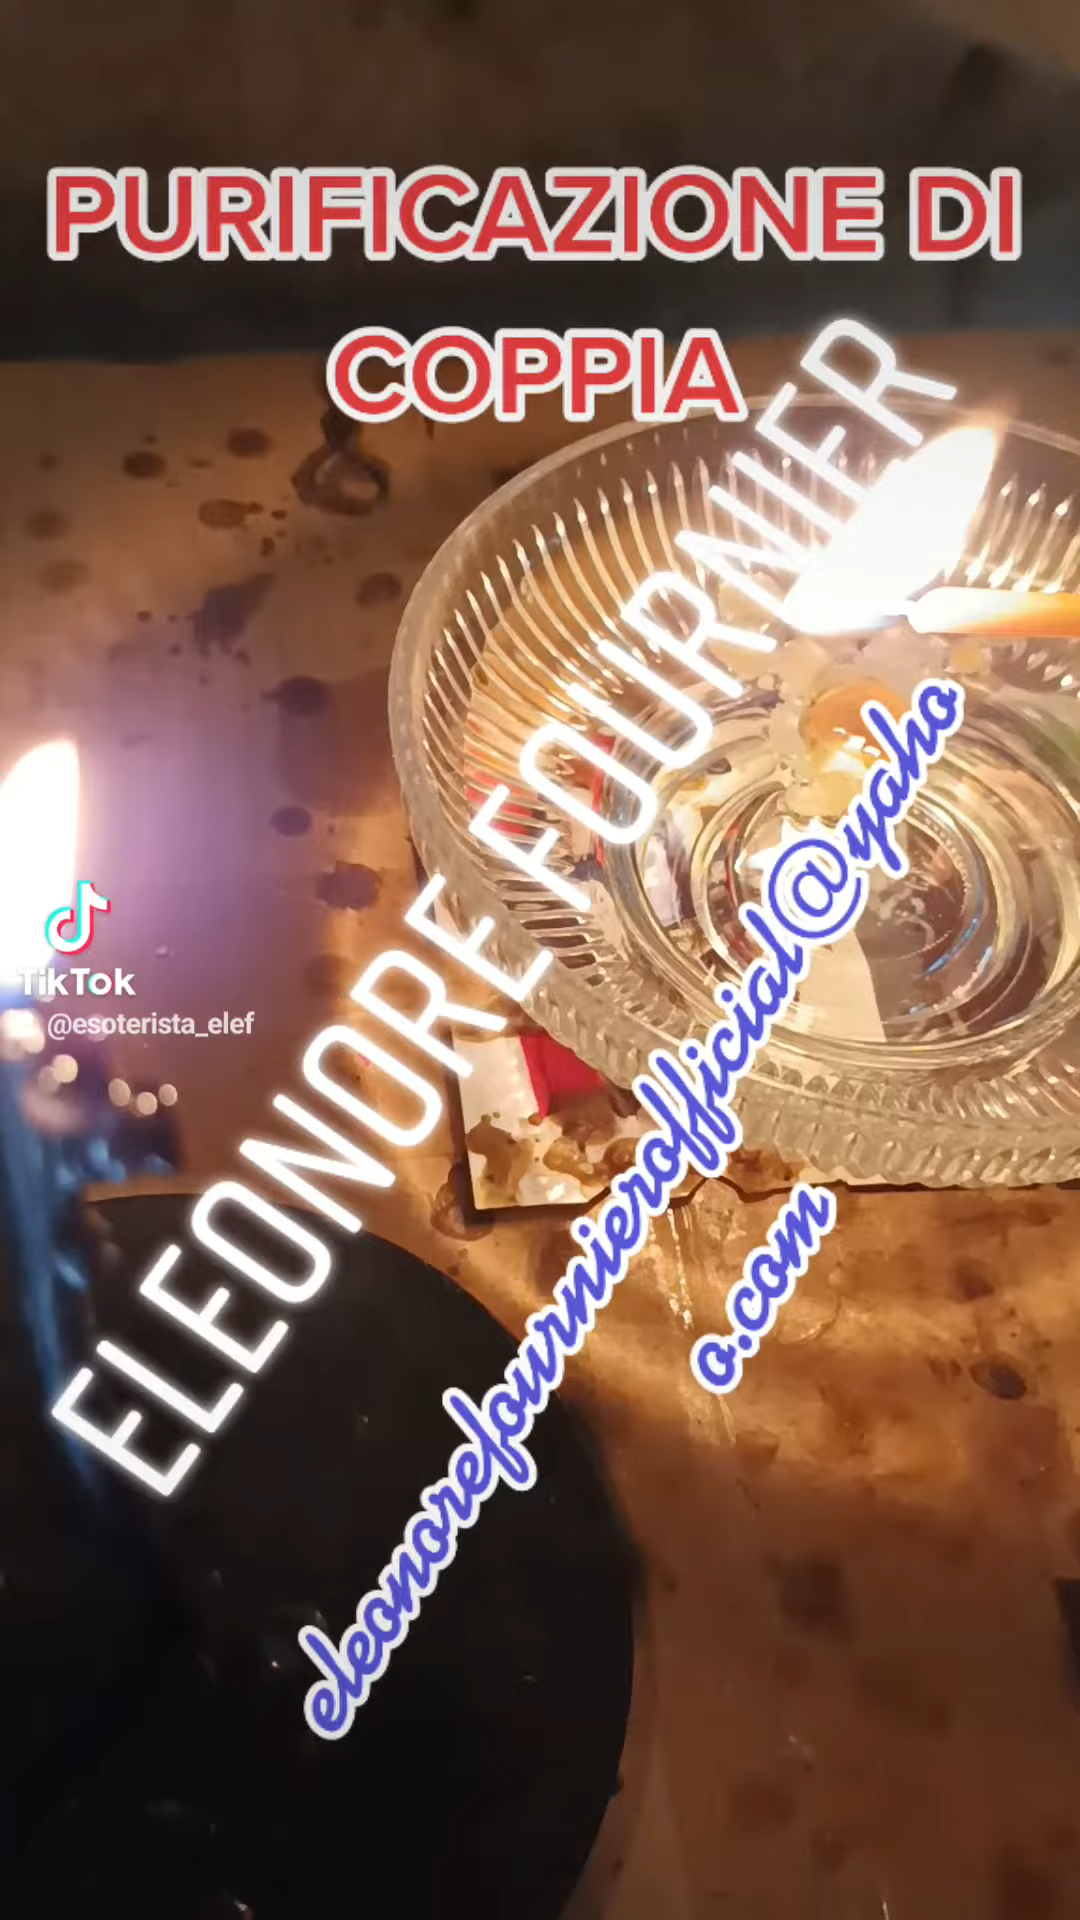 PURIFICAZIONE DI
COPPIA
ELEONORE FOURNIER
eleonorefournierofficial@yaho
o.com
TikTok
@esoterista_elef